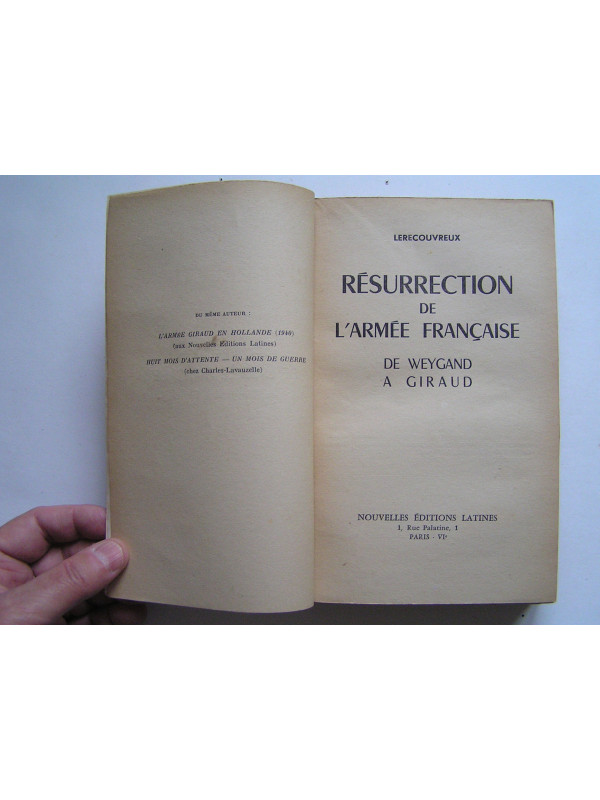 DU MÊME AUTEUR :
L'ARMÉE GIRAUD EN HOLLANDE (1940)
(aux Nouvelles Éditions Latines)
HUIT MOIS D'ATTENTE — UN MOIS DE GUERRE
(chez Charles-Lavauzelle)
LERECOUVREUX
RÉSURRECTION
DE
L'ARMÉE FRANÇAISE
DE WEYGAND
A GIRAUD
NOUVELLES ÉDITIONS LATINES
1, Rue Palatine, 1
PARIS - VIᵉ